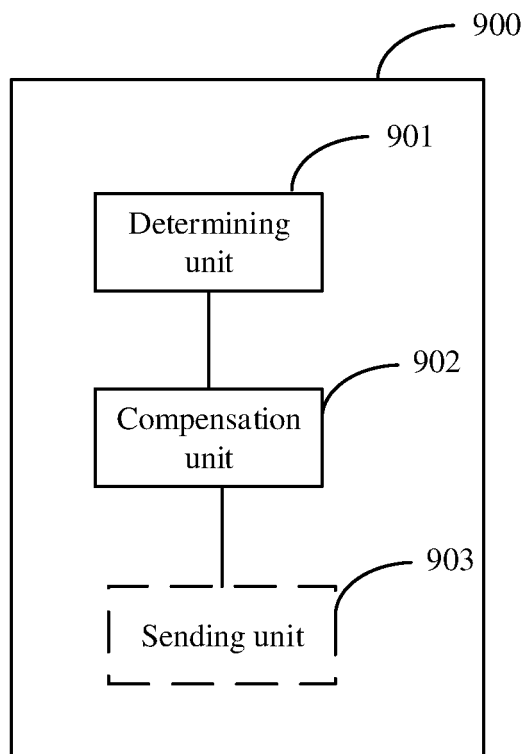 900
901
Determining
unit
902
Compensation
unit
903
Sending unit